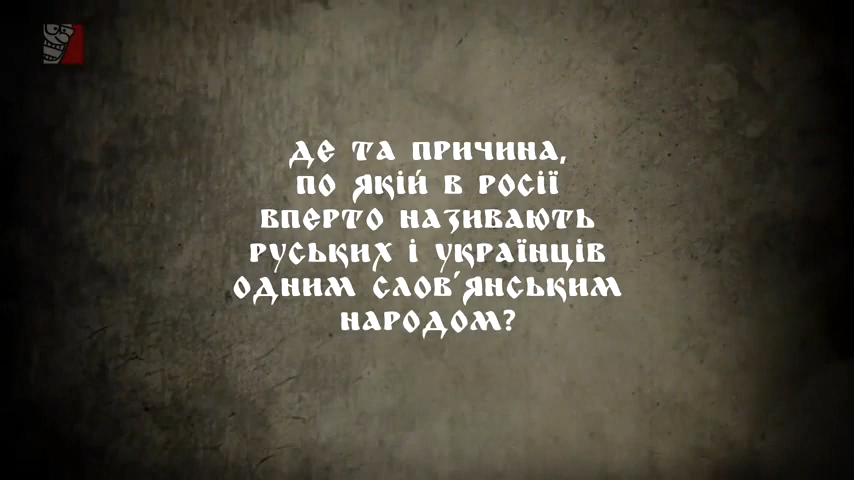 ДЕ ТА ПРИЧИНА,
ПО ЯКІЙ В РОСІЇ
ВПЕРТО НАЗИВАЮТЬ
РУСЬКИХ І УКРАЇНЦІВ
ОДНИМ СЛОВ'ЯНСЬКИМ
НАРОДОМ?